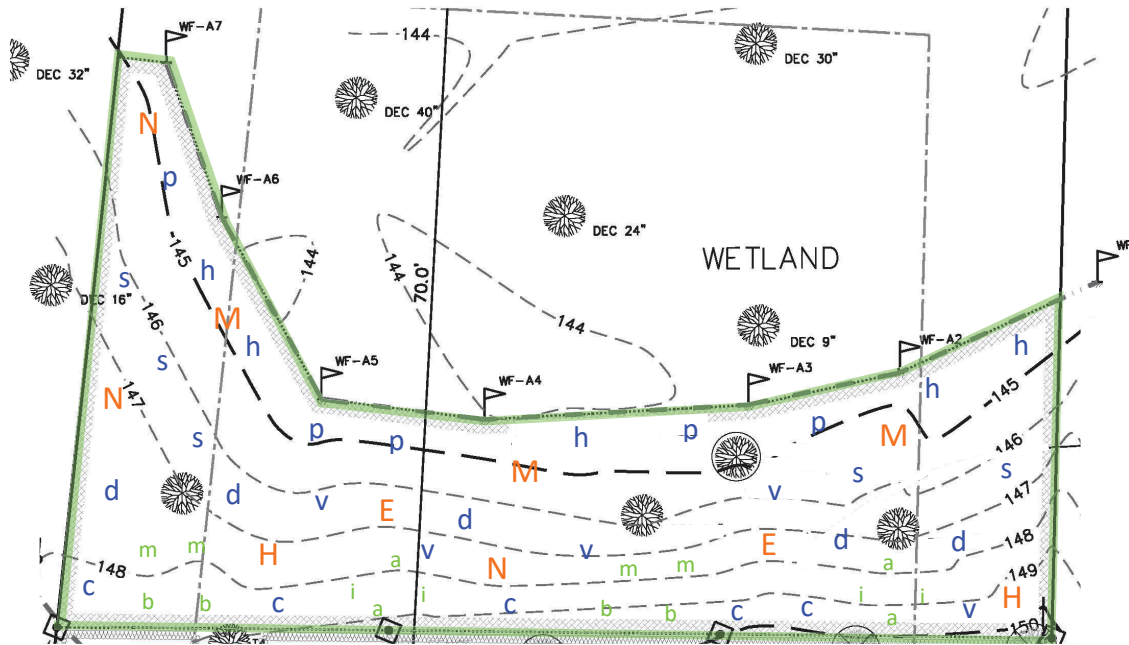 WF-A7
144
DEC 30"
DEC 32"
DEC 40"
N
p
WF-A6
DEC 24"
-145
144
WETLAND
WF
s
h
144
70.0'
DEC 16"
146
M
144
DEC 9"
h
WF-A2
h
s
WF-A5
WF-A3
147
N
WF-A4
h
-145
s
p
p
h
p
p
M
146
M
s
s
d
d
v
v
147
E
d
148
m
m
H
a
v
v
E
d
a
d
148
N
m
m
149
c
b
b
c
i
a
i
c
b
b
c
c
i
a
i
v
H
-150